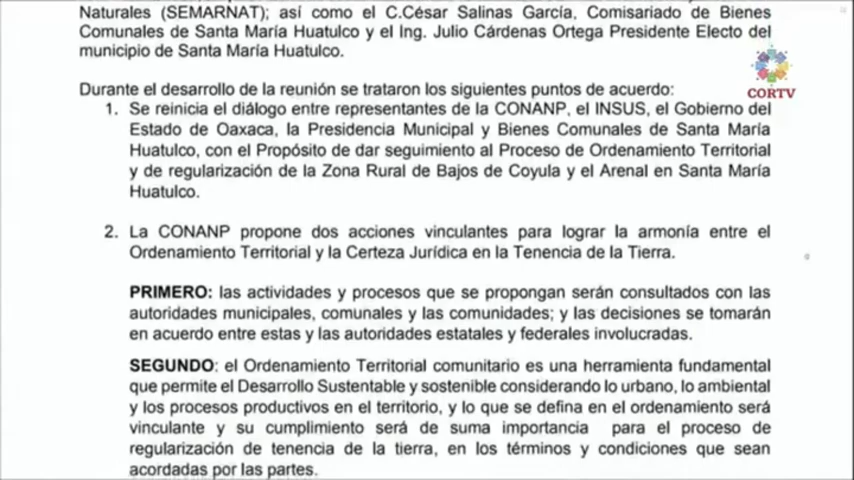 Naturales (SEMARNAT); así como el C.César Salinas García, Comisariado de Bienes
Comunales de Santa María Huatulco y el Ing. Julio Cárdenas Ortega Presidente Electo del
municipio de Santa María Huatulco.
CORTV
Durante el desarrollo de la reunión se trataron los siguientes puntos de acuerdo:
1. Se reinicia el diálogo entre representantes de la CONANP, el INSUS, el Gobierno del
Estado de Oaxaca, la Presidencia Municipal y Bienes Comunales de Santa María
Huatulco, con el Propósito de dar seguimiento al Proceso de Ordenamiento Territorial
y de regularización de la Zona Rural de Bajos de Coyula y el Arenal en Santa María
Huatulco.
2. La CONANP propone dos acciones vinculantes para lograr la armonía entre el
Ordenamiento Territorial y la Certeza Jurídica en la Tenencia de la Tierra.
PRIMERO: las actividades y procesos que se propongan serán consultados con las
autoridades municipales, comunales y las comunidades; y las decisiones se tomarán
en acuerdo entre estas y las autoridades estatales y federales involucradas.
SEGUNDO: el Ordenamiento Territorial comunitario es una herramienta fundamental
que permite el Desarrollo Sustentable y sostenible considerando lo urbano, lo ambiental
y los procesos productivos en el territorio, y lo que se defina en el ordenamiento será
vinculante y su cumplimiento será de suma importancia para el proceso de
regularización de tenencia de la tierra, en los términos y condiciones que sean
acordadas por las partes.